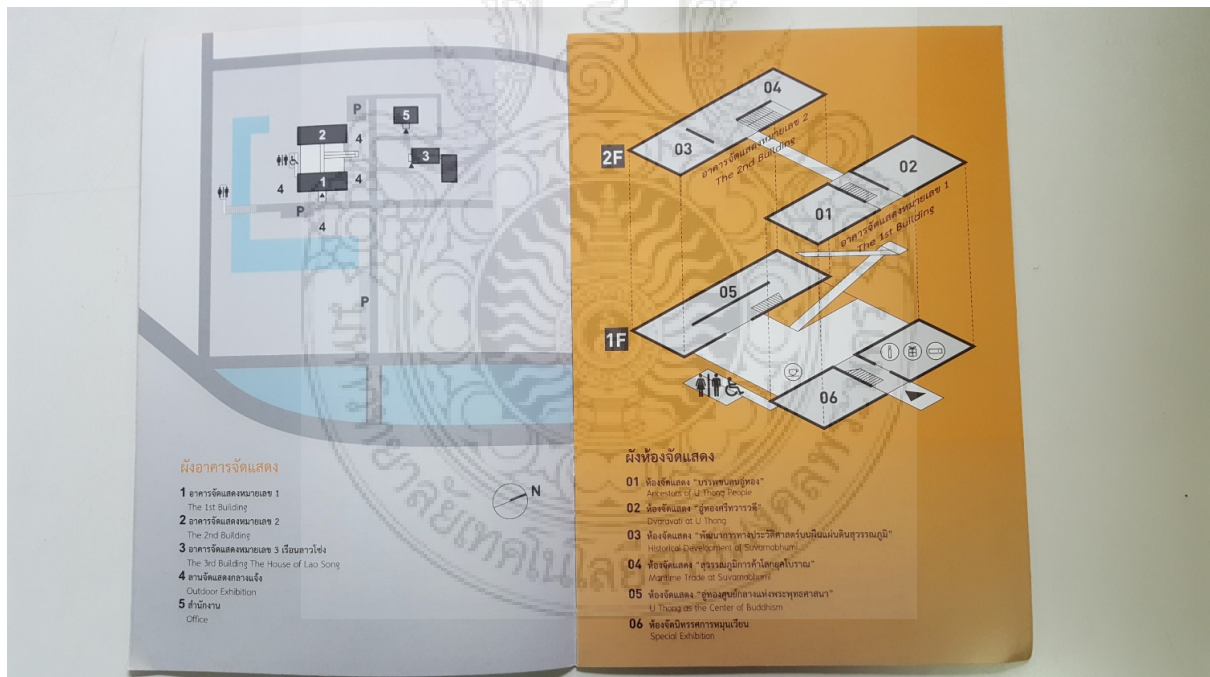 P
5
2
4
3
4
1
4
P
4
P
N
ผังอาคารจัดแสดง
1 อาคารจัดแสดงหมายเลข 1
The 1st Building
2 อาคารจัดแสดงหมายเลข 2
The 2nd Building
3 อาคารจัดแสดงหมายเลข 3 เรือนลาวโซ่ง
The 3rd Building The House of Lao Song
4 ลานจัดแสดงกลางแจ้ง
Outdoor Exhibition
5 สำนักงาน
Office
04
03
2F
อาคารจัดแสดงหมายเลข 2
The 2nd Building
02
01
อาคารจัดแสดงหมายเลข 1
The 1st Building
05
1F
06
ผังห้องจัดแสดง
01 ห้องจัดแสดง "บรรพชนคนอู่ทอง"
Ancestors of U Thong People
02 ห้องจัดแสดง "อู่ทองศรีทวารวดี"
Dvaravati at U Thong
03 ห้องจัดแสดง "พัฒนาการทางประวัติศาสตร์บนผืนแผ่นดินสุวรรณภูมิ"
Historical Development of Suvarnabhumi
04 ห้องจัดแสดง "สุวรรณภูมิการค้าโลกยุคโบราณ"
Maritime Trade at Suvarnabhumi
05 ห้องจัดแสดง "อู่ทองศูนย์กลางแห่งพระพุทธศาสนา"
U Thong as the Center of Buddhism
06 ห้องจัดนิทรรศการหมุนเวียน
Special Exhibition